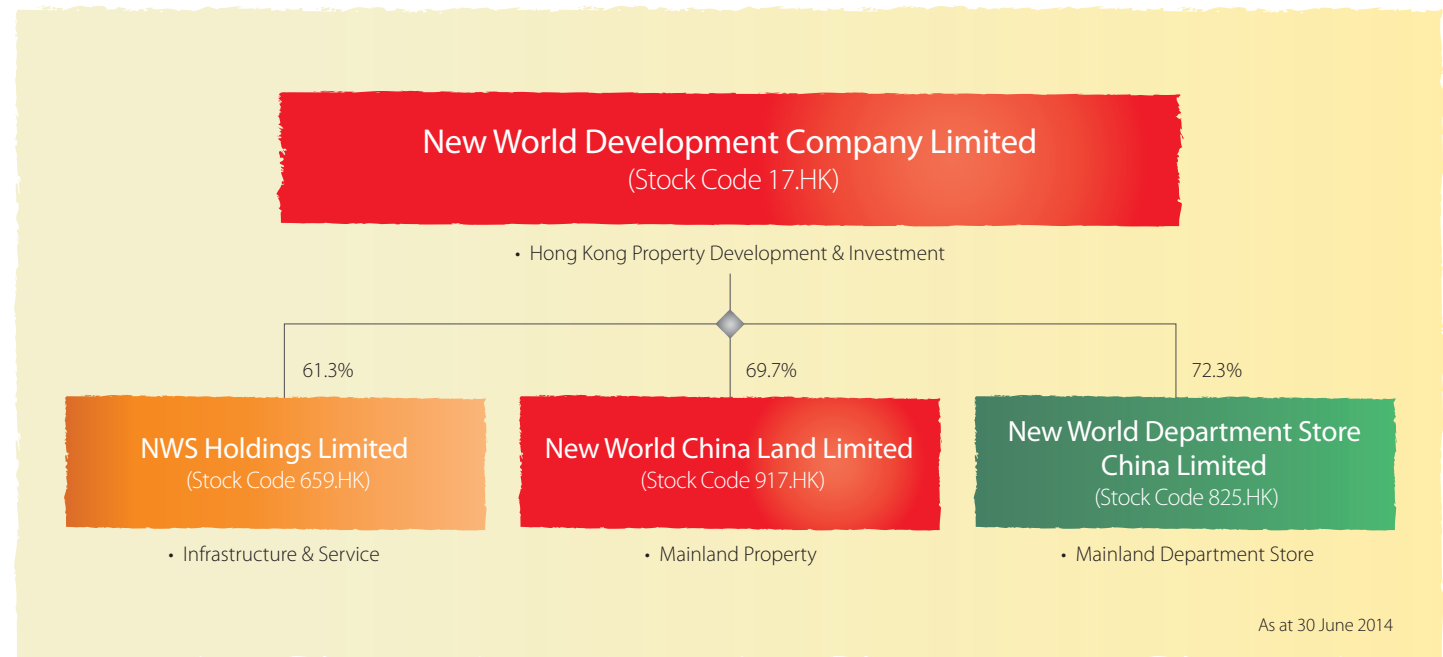 New World Development Company Limited
(Stock Code 17.HK)
• Hong Kong Property Development & Investment
61.3%
69.7%
72.3%
NWS Holdings Limited
(Stock Code 659.HK)
• Infrastructure & Service
New World China Land Limited
(Stock Code 917.HK)
• Mainland Property
New World Department Store
China Limited
(Stock Code 825.HK)
• Mainland Department Store
As at 30 June 2014